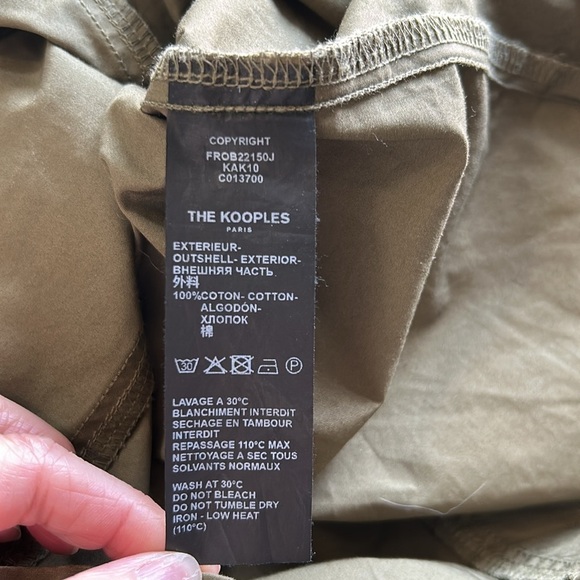 COPYRIGHT
FROB22150J
KAK10
C013700
THE KOOPLES
PARIS
EXTERIEUR-
OUTSHELL- EXTERIOR-
ВНЕШНЯЯ ЧАСТЬ
外料
100%COTON- COTTON-
ALGODÓN-
ХЛОПОК
棉
30
P
LAVAGE A 30°C
BLANCHIMENT INTERDIT
SECHAGE EN TAMBOUR
INTERDIT
REPASSAGE 110°C MAX
NETTOYAGE A SEC TOUS
SOLVANTS NORMAUX
WASH AT 30°C
DO NOT BLEACH
DO NOT TUMBLE DRY
IRON - LOW HEAT
(110°C)